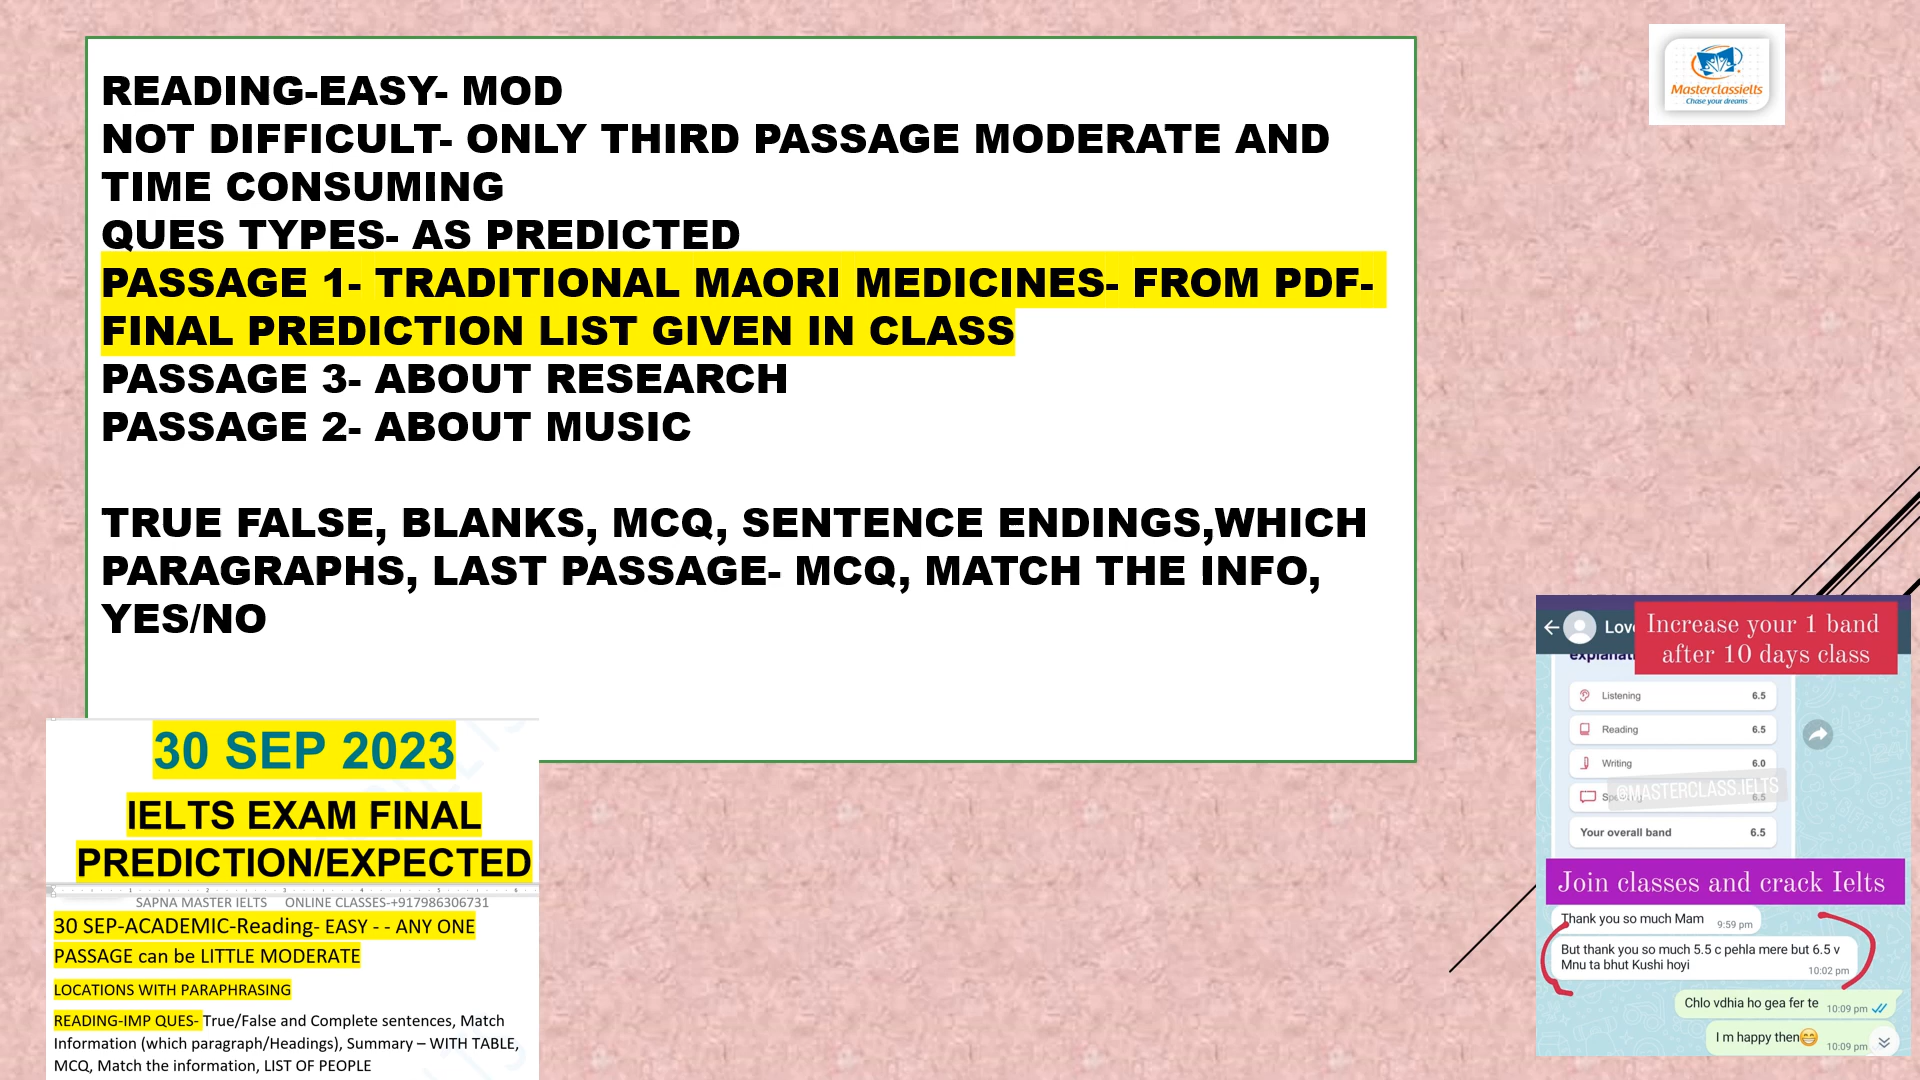 READING-EASY- MOD
NOT DIFFICULT- ONLY THIRD PASSAGE MODERATE AND
TIME CONSUMING
QUES TYPES- AS PREDICTED
PASSAGE 1- TRADITIONAL MAORI MEDICINES- FROM PDF-
FINAL PREDICTION LIST GIVEN IN CLASS
PASSAGE 3- ABOUT RESEARCH
PASSAGE 2- ABOUT MUSIC
TRUE FALSE, BLANKS, MCQ, SENTENCE ENDINGS,WHICH
PARAGRAPHS, LAST PASSAGE- MCQ, MATCH THE INFO,
YES/NO
Masterclassielts
Chase your dreams
30 SEP 2023
IELTS EXAM FINAL
PREDICTION/EXPECTED
SAPNA MASTER IELTS ONLINE CLASSES-+917986306731
30 SEP-ACADEMIC-Reading- EASY - - ANY ONE
PASSAGE can be LITTLE MODERATE
LOCATIONS WITH PARAPHRASING
READING-IMP QUES- True/False and Complete sentences, Match
Information (which paragraph/Headings), Summary – WITH TABLE,
MCQ, Match the information, LIST OF PEOPLE
Increase your 1 band
after 10 days class
Listening 6.5
Reading 6.5
Writing 6.0
@MASTERCLASS.IELTS
6.5
Your overall band 6.5
Join classes and crack Ielts
Thank you so much Mam 9:59 pm
But thank you so much 5.5 c pehla mere but 6.5 v
Mnu ta bhut Kushi hoyi 10:02 pm
Chlo vdhia ho gea fer te 10:09 pm
I m happy then😁 10:09 pm